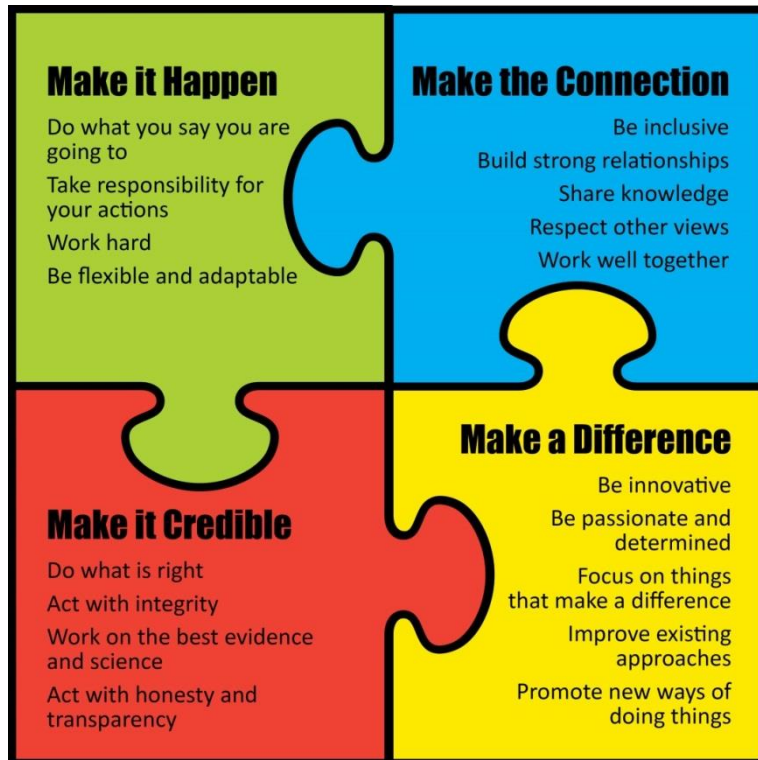 Make it Happen
Do what you say you are
going to
Take responsibility for
your actions
Work hard
Be flexible and adaptable
Make the Connection
Be inclusive
Build strong relationships
Share knowledge
Respect other views
Work well together
Make it Credible
Do what is right
Act with integrity
Work on the best evidence
and science
Act with honesty and
transparency
Make a Difference
Be innovative
Be passionate and
determined
Focus on things
that make a difference
Improve existing
approaches
Promote new ways of
doing things